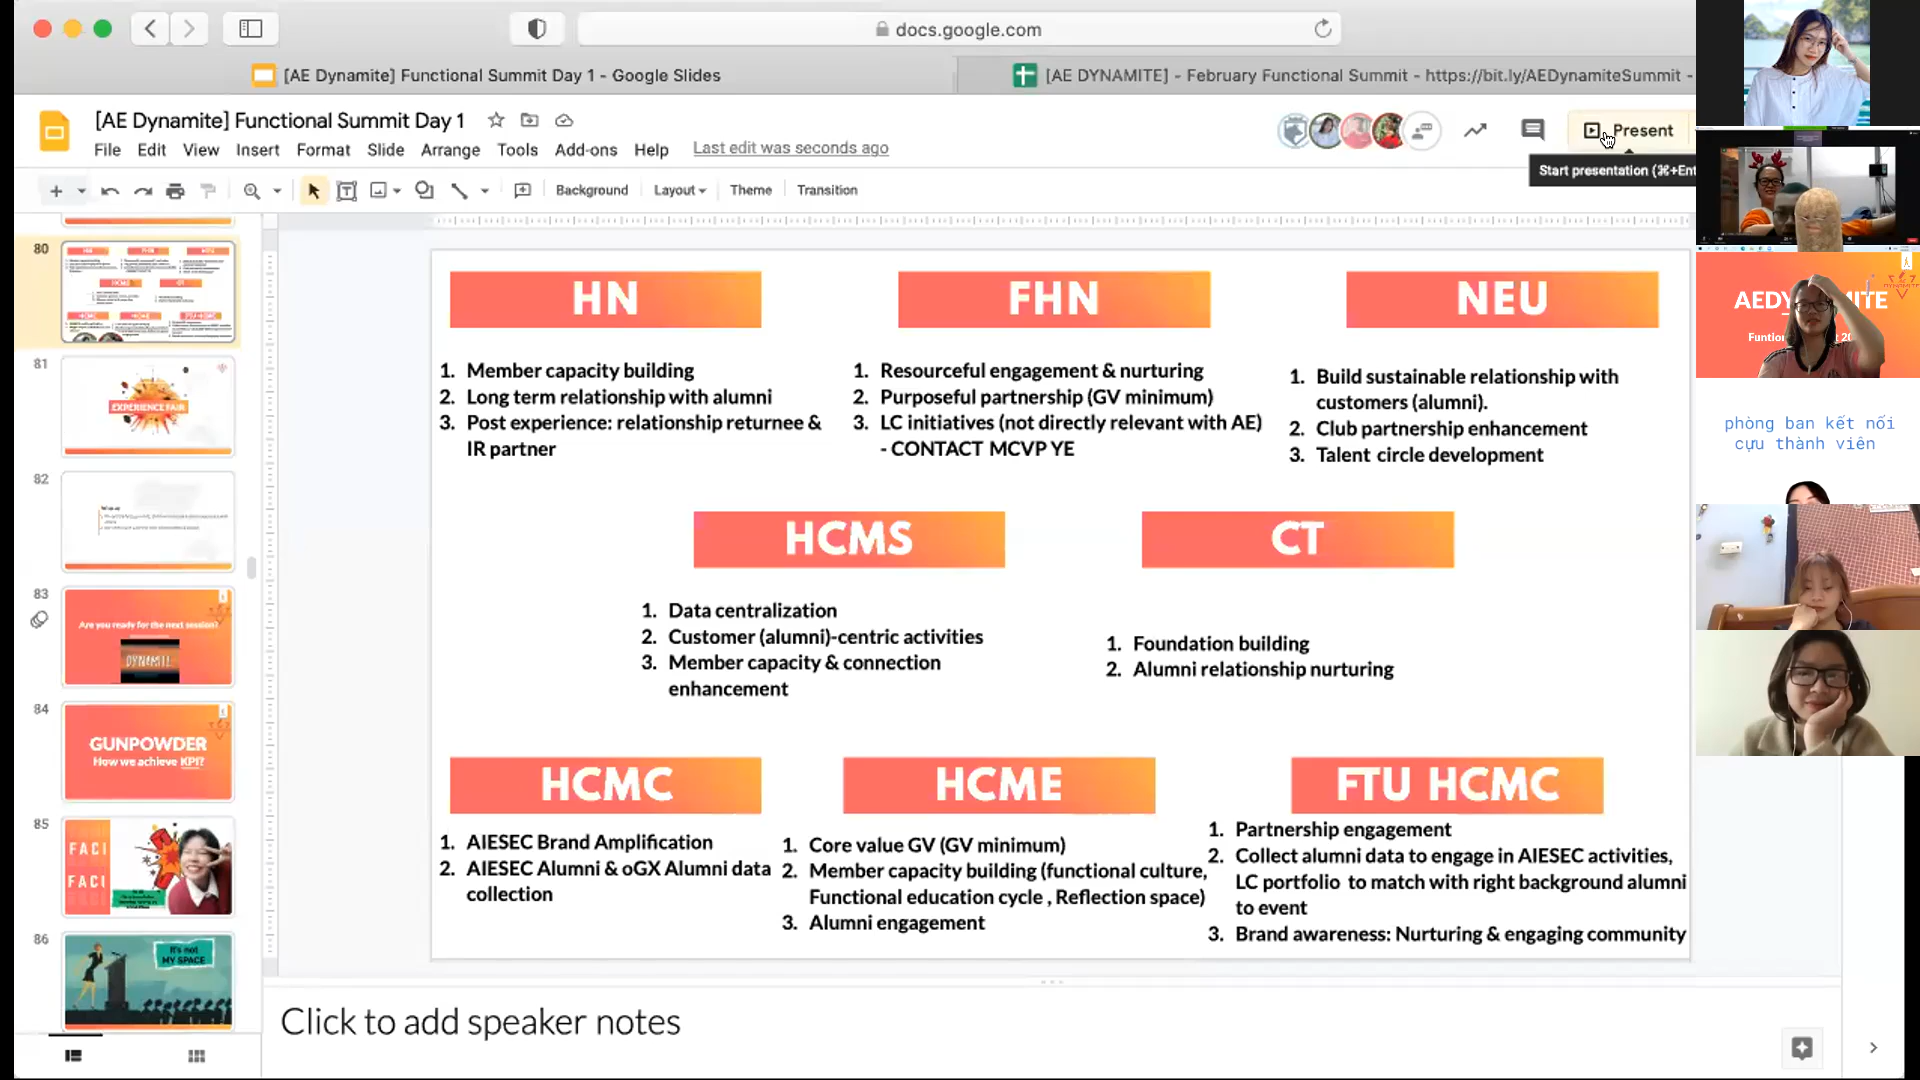 docs.google.com
[AE Dynamite] Functional Summit Day 1 - Google Slides
[AE DYNAMITE] - February Functional Summit - https://bit.ly/AEDynamiteSummit -
[AE Dynamite] Functional Summit Day 1
File Edit View Insert Format Slide Arrange Tools Add-ons Help
Last edit was seconds ago
Present
Start presentation (⌘+Ent
Background Layout Theme Transition
80
81
EXPERIENCE FAIR
82
83
Are you ready for the next session?
84
GUNPOWDER
How we achieve KPI?
85
FACI
FACI
86
It's not
MY SPACE
HN
1. Member capacity building
2. Long term relationship with alumni
3. Post experience: relationship returnee &
IR partner
FHN
1. Resourceful engagement & nurturing
2. Purposeful partnership (GV minimum)
3. LC initiatives (not directly relevant with AE)
- CONTACT MCVP YE
NEU
1. Build sustainable relationship with
customers (alumni).
2. Club partnership enhancement
3. Talent circle development
HCMS
1. Data centralization
2. Customer (alumni)-centric activities
3. Member capacity & connection
enhancement
CT
1. Foundation building
2. Alumni relationship nurturing
HCMC
1. AIESEC Brand Amplification
2. AIESEC Alumni & oGX Alumni data
collection
HCME
1. Core value GV (GV minimum)
2. Member capacity building (functional culture,
Functional education cycle , Reflection space)
3. Alumni engagement
FTU HCMC
1. Partnership engagement
2. Collect alumni data to engage in AIESEC activities,
LC portfolio to match with right background alumni
to event
3. Brand awareness: Nurturing & engaging community
Click to add speaker notes
phòng ban kết nối
cựu thành viên